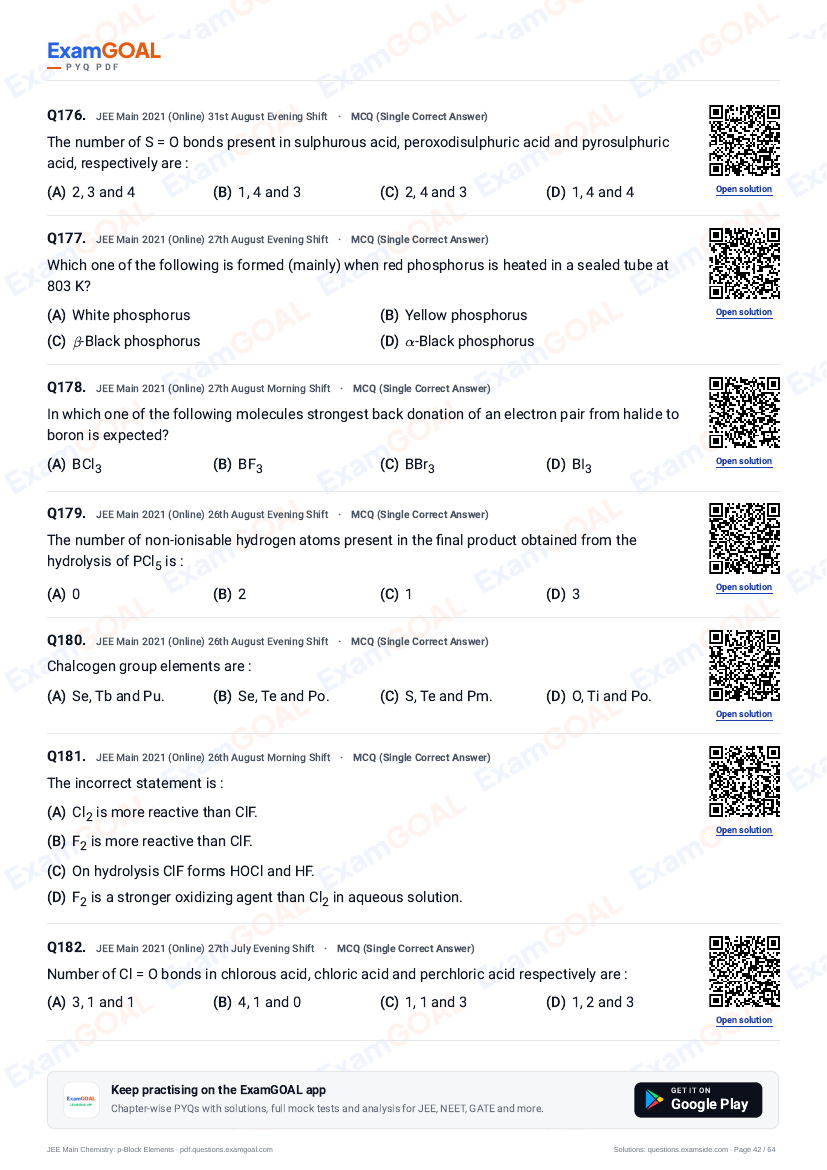 ExamGOAL
PYQ PDF
Q176. JEE Main 2021 (Online) 31st August Evening Shift · MCQ (Single Correct Answer)
The number of S = O bonds present in sulphurous acid, peroxodisulphuric acid and pyrosulphuric
acid, respectively are :
(A) 2, 3 and 4 (B) 1, 4 and 3 (C) 2, 4 and 3 (D) 1, 4 and 4
Open solution
Q177. JEE Main 2021 (Online) 27th August Evening Shift · MCQ (Single Correct Answer)
Which one of the following is formed (mainly) when red phosphorus is heated in a sealed tube at
803 K?
(A) White phosphorus (B) Yellow phosphorus
(C) β-Black phosphorus (D) α-Black phosphorus
Open solution
Q178. JEE Main 2021 (Online) 27th August Morning Shift · MCQ (Single Correct Answer)
In which one of the following molecules strongest back donation of an electron pair from halide to
boron is expected?
(A) BCl3 (B) BF3 (C) BBr3 (D) BI3
Open solution
Q179. JEE Main 2021 (Online) 26th August Evening Shift · MCQ (Single Correct Answer)
The number of non-ionisable hydrogen atoms present in the final product obtained from the
hydrolysis of PCl5 is :
(A) 0 (B) 2 (C) 1 (D) 3
Open solution
Q180. JEE Main 2021 (Online) 26th August Evening Shift · MCQ (Single Correct Answer)
Chalcogen group elements are :
(A) Se, Tb and Pu. (B) Se, Te and Po. (C) S, Te and Pm. (D) O, Ti and Po.
Open solution
Q181. JEE Main 2021 (Online) 26th August Morning Shift · MCQ (Single Correct Answer)
The incorrect statement is :
(A) Cl2 is more reactive than ClF.
(B) F2 is more reactive than ClF.
(C) On hydrolysis ClF forms HOCl and HF.
(D) F2 is a stronger oxidizing agent than Cl2 in aqueous solution.
Open solution
Q182. JEE Main 2021 (Online) 27th July Evening Shift · MCQ (Single Correct Answer)
Number of Cl = O bonds in chlorous acid, chloric acid and perchloric acid respectively are :
(A) 3, 1 and 1 (B) 4, 1 and 0 (C) 1, 1 and 3 (D) 1, 2 and 3
Open solution
ExamGOAL
Keep practising on the ExamGOAL app
Chapter-wise PYQs with solutions, full mock tests and analysis for JEE, NEET, GATE and more.
GET IT ON
Google Play
JEE Main Chemistry: p-Block Elements · pdf.questions.examgoal.com
Solutions: questions.examside.com · Page 42 / 64